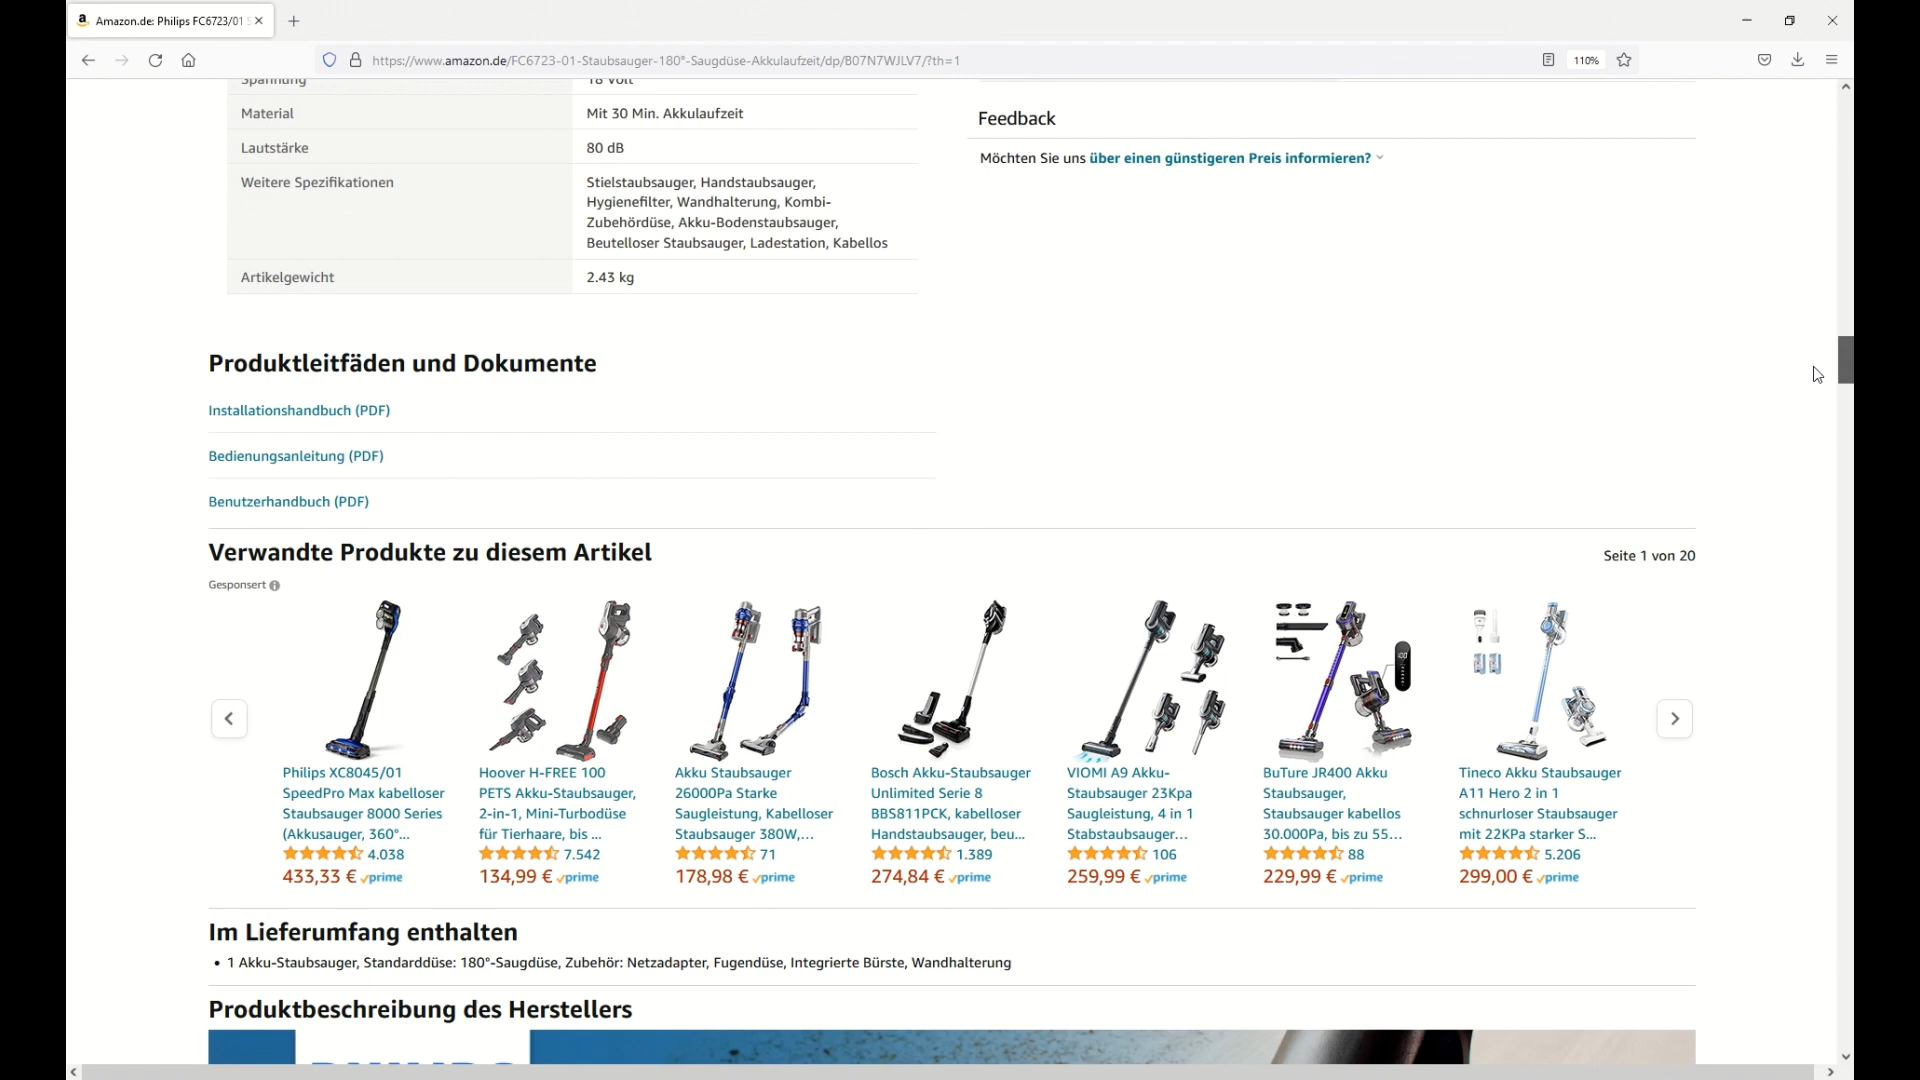 Amazon.de: Philips FC6723/01 S
https://www.amazon.de/FC6723-01-Staubsauger-180°-Saugdüse-Akkulaufzeit/dp/B07N7WJLV7/?th=1
110%
Spannung 18 Volt
Material Mit 30 Min. Akkulaufzeit
Lautstärke 80 dB
Weitere Spezifikationen Stielstaubsauger, Handstaubsauger,
Hygienefilter, Wandhalterung, Kombi-
Zubehördüse, Akku-Bodenstaubsauger,
Beutelloser Staubsauger, Ladestation, Kabellos
Artikelgewicht 2.43 kg
Feedback
Möchten Sie uns über einen günstigeren Preis informieren?
Produktleitfäden und Dokumente
Installationshandbuch (PDF)
Bedienungsanleitung (PDF)
Benutzerhandbuch (PDF)
Verwandte Produkte zu diesem Artikel
Seite 1 von 20
Gesponsert
Philips XC8045/01
SpeedPro Max kabelloser
Staubsauger 8000 Series
(Akkusauger, 360°...
4.038
433,33 € prime
Hoover H-FREE 100
PETS Akku-Staubsauger,
2-in-1, Mini-Turbodüse
für Tierhaare, bis ...
7.542
134,99 € prime
Akku Staubsauger
26000Pa Starke
Saugleistung, Kabelloser
Staubsauger 380W,...
71
178,98 € prime
Bosch Akku-Staubsauger
Unlimited Serie 8
BBS811PCK, kabelloser
Handstaubsauger, beu...
1.389
274,84 € prime
VIOMI A9 Akku-
Staubsauger 23Kpa
Saugleistung, 4 in 1
Stabstaubsauger...
106
259,99 € prime
BuTure JR400 Akku
Staubsauger,
Staubsauger kabellos
30.000Pa, bis zu 55...
88
229,99 € prime
Tineco Akku Staubsauger
A11 Hero 2 in 1
schnurloser Staubsauger
mit 22KPa starker S...
5.206
299,00 € prime
Im Lieferumfang enthalten
• 1 Akku-Staubsauger, Standarddüse: 180°-Saugdüse, Zubehör: Netzadapter, Fugendüse, Integrierte Bürste, Wandhalterung
Produktbeschreibung des Herstellers